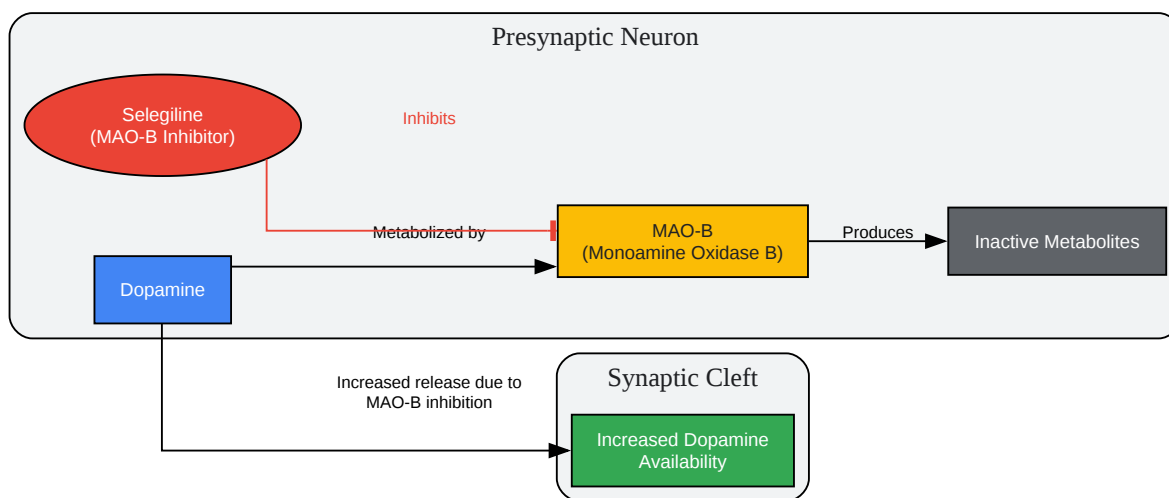 Presynaptic Neuron
Selegiline
(MAO-B Inhibitor)
Inhibits
Metabolized by
MAO-B
(Monoamine Oxidase B)
Produces
Inactive Metabolites
Dopamine
Increased release due to
MAO-B inhibition
Synaptic Cleft
Increased Dopamine
Availability